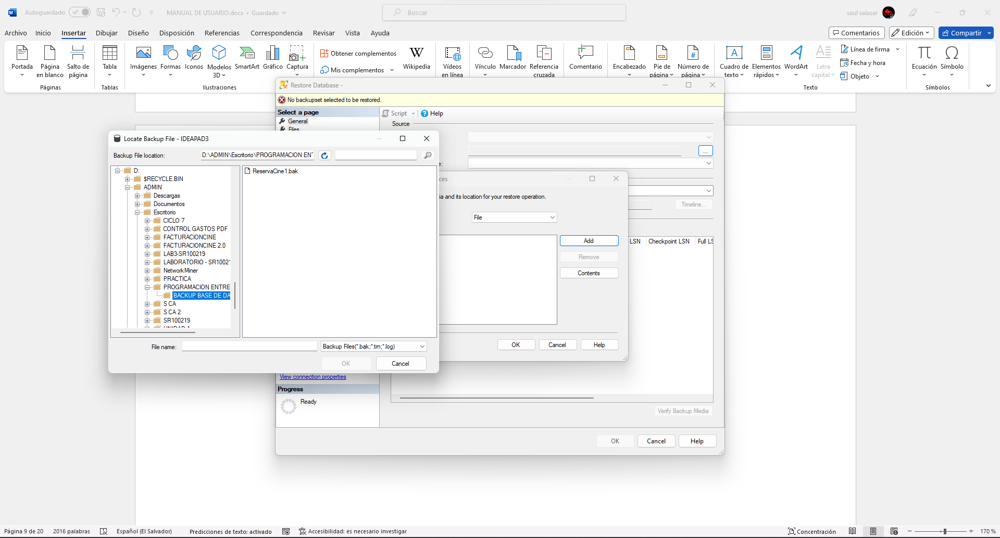 Autoguardado
MANUAL DE USUARIO.docx • Guardado
Buscar
saul salazar
Archivo Inicio Insertar Dibujar Diseño Disposición Referencias Correspondencia Revisar Vista Ayuda
Comentarios Edición Compartir
Portada
Página en blanco
Salto de página
Páginas
Tabla
Tablas
Imágenes
Formas
Iconos
Modelos 3D
SmartArt
Gráfico
Captura
Ilustraciones
Obtener complementos
Mis complementos
Wikipedia
Vídeos en línea
Vínculo
Marcador
Referencia cruzada
Comentario
Encabezado
Pie de página
Número de página
Cuadro de texto
Elementos rápidos
WordArt
Letra capital
Línea de firma
Fecha y hora
Objeto
Texto
Ecuación
Símbolo
Símbolos
Restore Database -
No backupset selected to be restored.
Select a page
General
Files
Script
Help
Source
...
e:
Timeline...
LSN Checkpoint LSN Full LS
View connection properties
Progress
Ready
Verify Backup Media
OK Cancel Help
ces
ia and its location for your restore operation.
File
Add
Remove
Contents
OK Cancel Help
Locate Backup File - IDEAPAD3
Backup File location: D:\ADMIN\Escritorio\PROGRAMACION ENT
D:
$RECYCLE.BIN
ADMIN
Descargas
Documentos
Escritorio
CICLO 7
CONTROL GASTOS PDF
FACTURACIONCINE
FACTURACIONCINE 2.0
LAB3-SR100219
LABORATORIO - SR10021
NetworkMiner
PRACTICA
PROGRAMACION ENTRE
BACKUP BASE DE DA
S CA
S CA 2
SR100219
UNIDAD 1
ReservaCine1.bak
File name: Backup Files(*.bak;*.trn;*.log)
OK Cancel
Página 9 de 20 2016 palabras Español (El Salvador) Predicciones de texto: activado Accesibilidad: es necesario investigar
Concentración 170 %